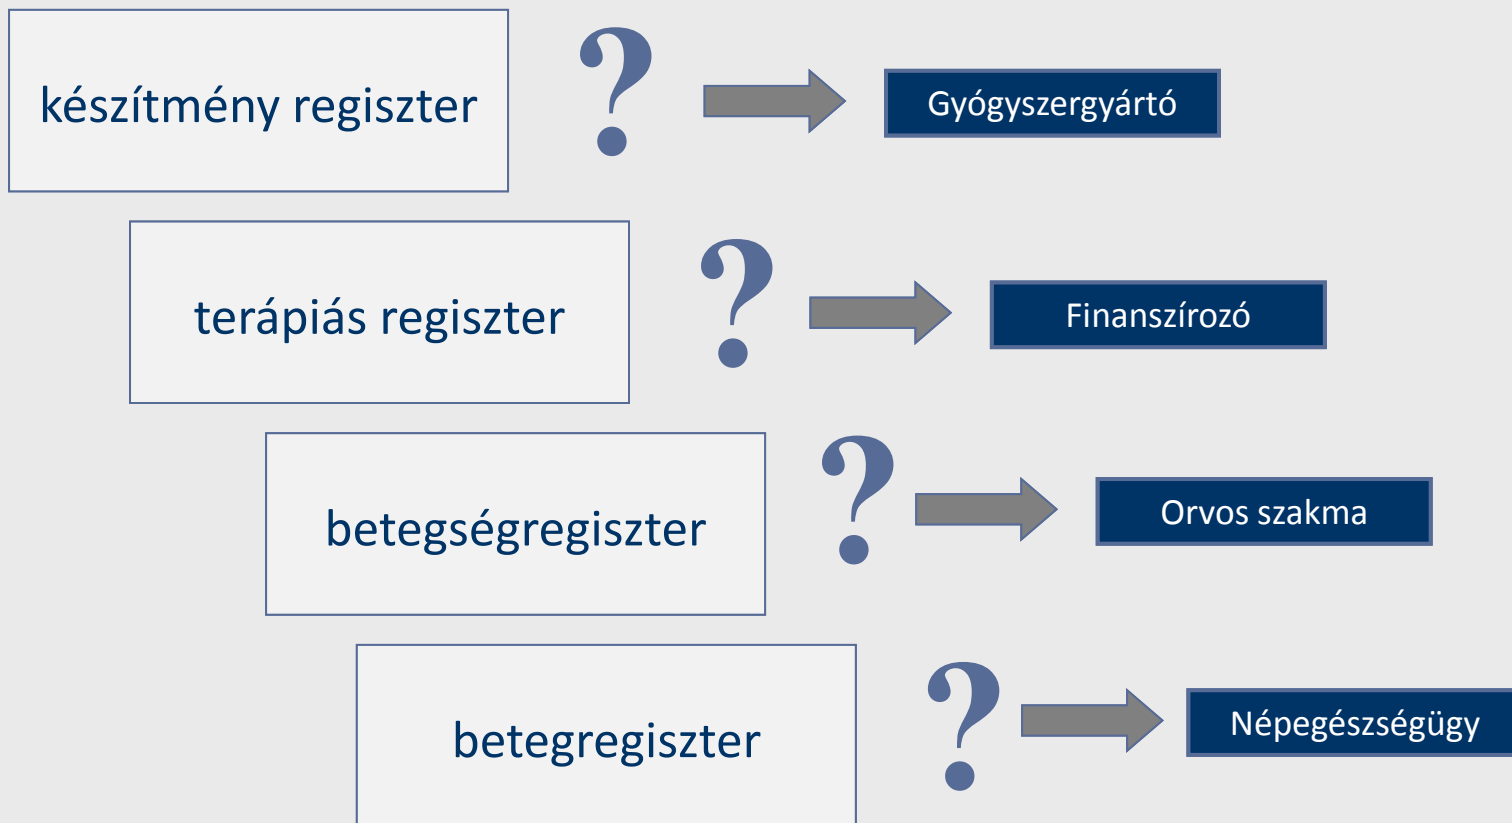 készítmény regiszter
?
Gyógyszergyártó
terápiás regiszter
?
Finanszírozó
betegségregiszter
?
Orvos szakma
betegregiszter
?
Népegészségügy